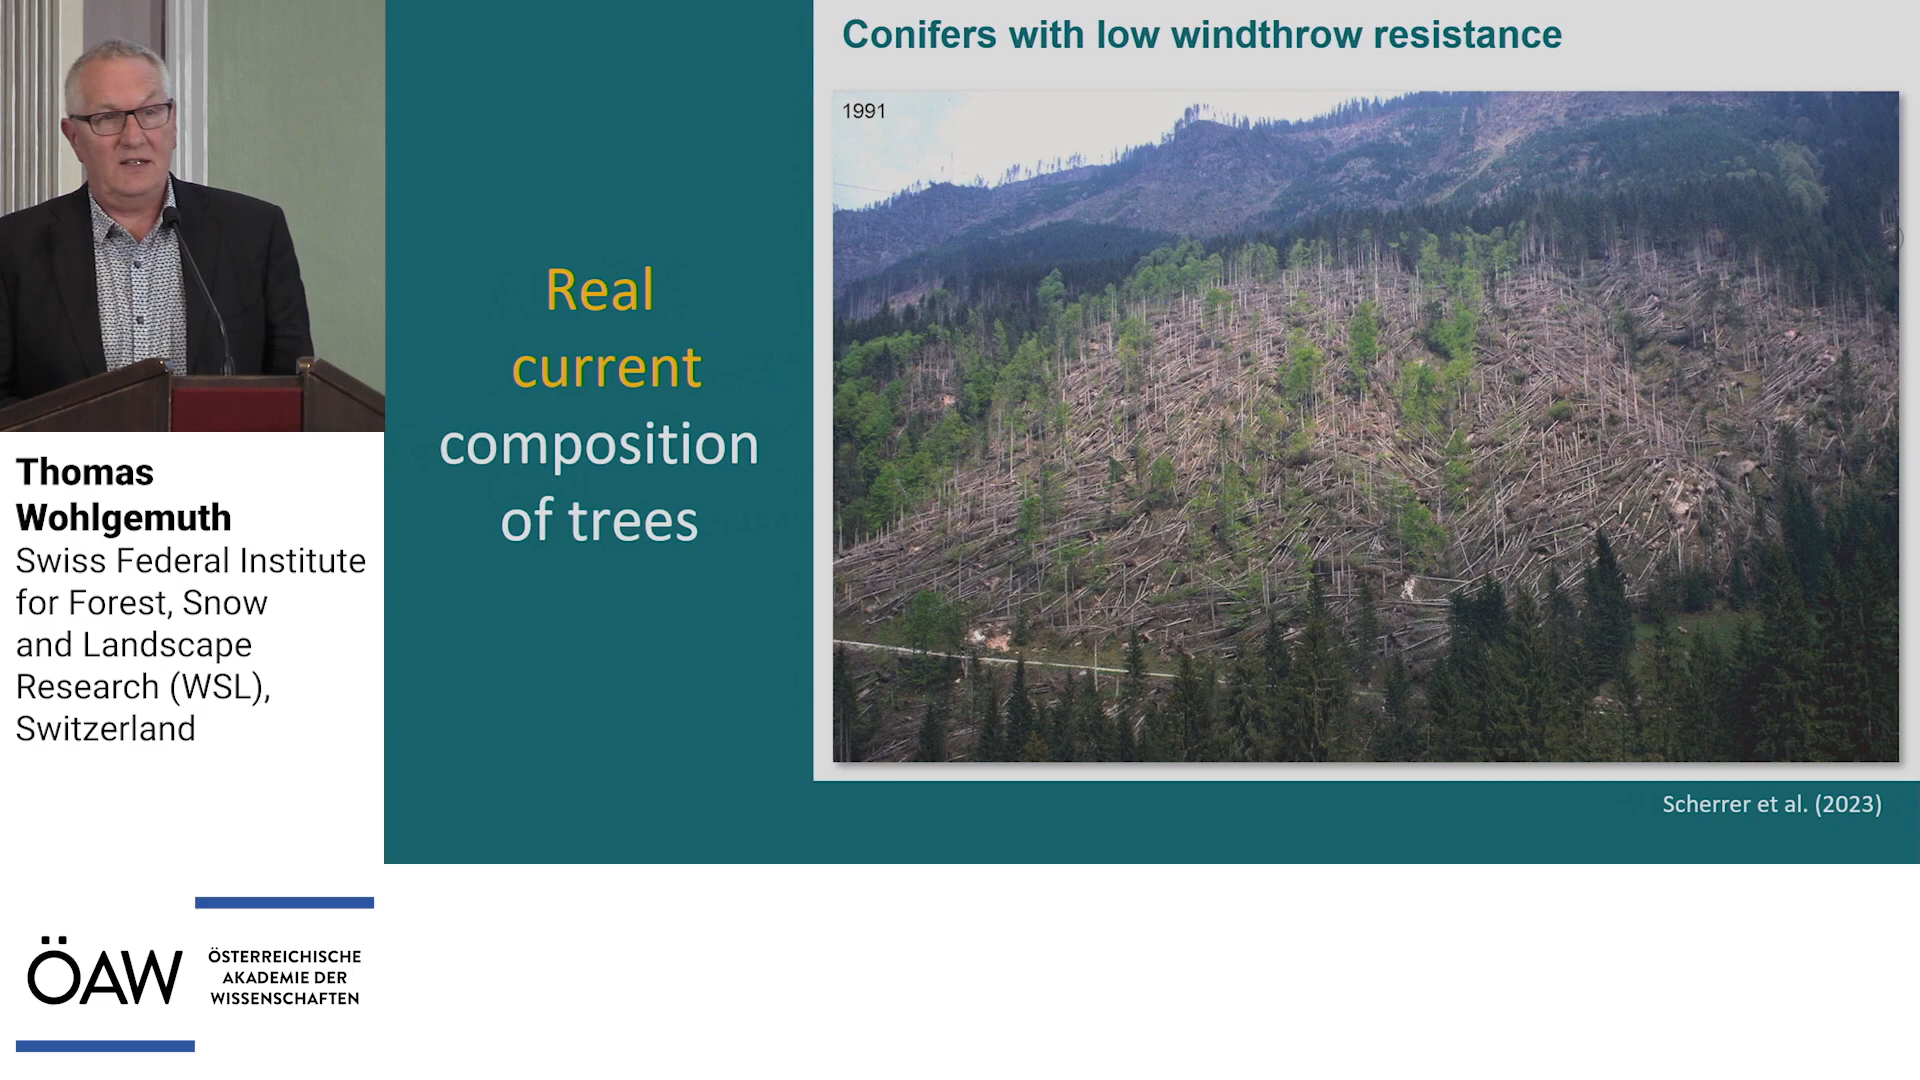 Conifers with low windthrow resistance
1991
Real
current
composition
of trees
Scherrer et al. (2023)
Thomas
Wohlgemuth
Swiss Federal Institute
for Forest, Snow
and Landscape
Research (WSL),
Switzerland
ÖAW
ÖSTERREICHISCHE
AKADEMIE DER
WISSENSCHAFTEN